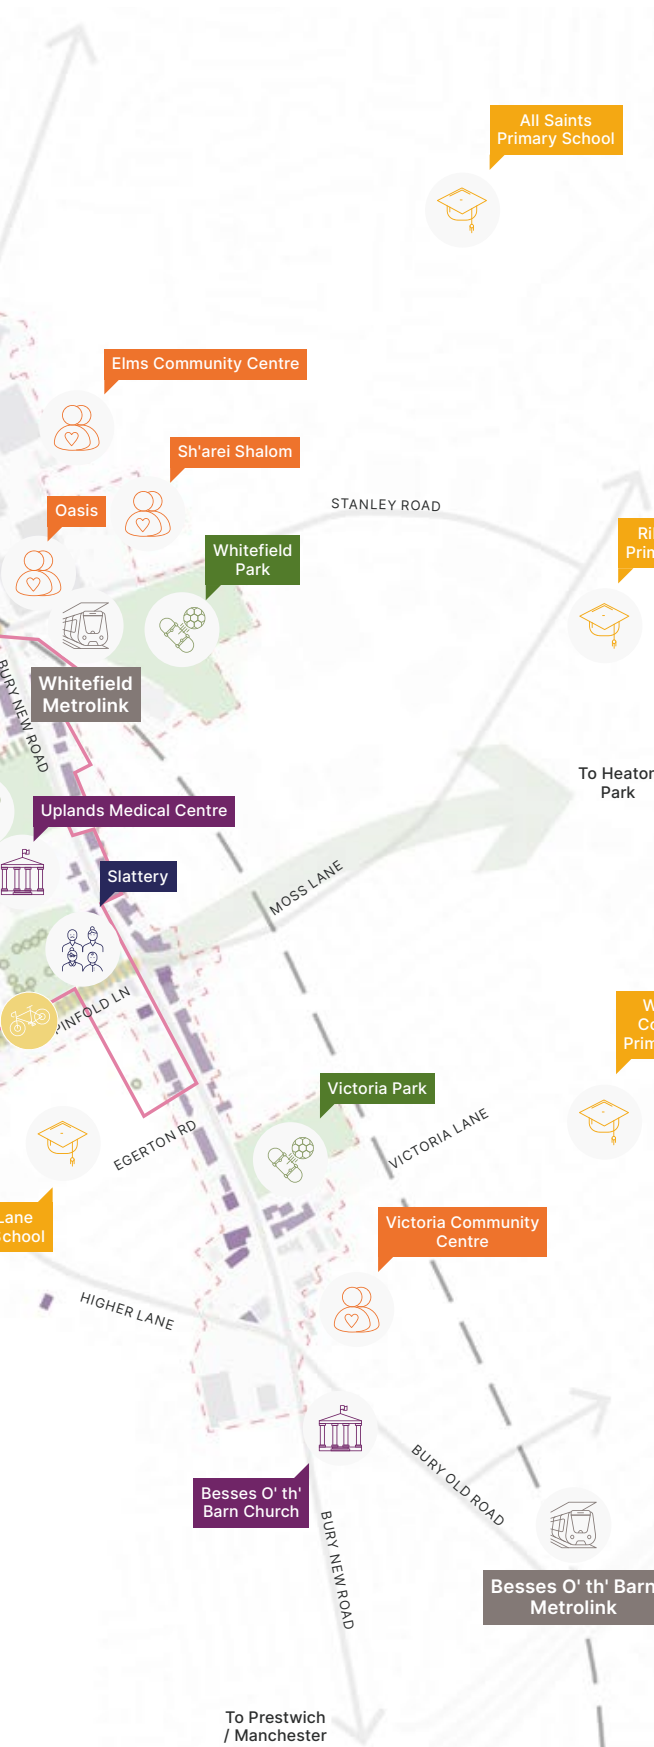 All Saints
Primary School
Elms Community Centre
Sh'arei Shalom
STANLEY ROAD
Oasis
Whitefield
Park
Whitefield
Metrolink
BURY NEW ROAD
To Heaton
Park
Uplands Medical Centre
Slattery
MOSS LANE
PINFOLD LN
Victoria Park
EGERTON RD
VICTORIA LANE
Lane
School
Victoria Community
Centre
HIGHER LANE
BURY OLD ROAD
Besses O' th'
Barn Church
BURY NEW ROAD
Besses O' th' Barn
Metrolink
To Prestwich
/ Manchester